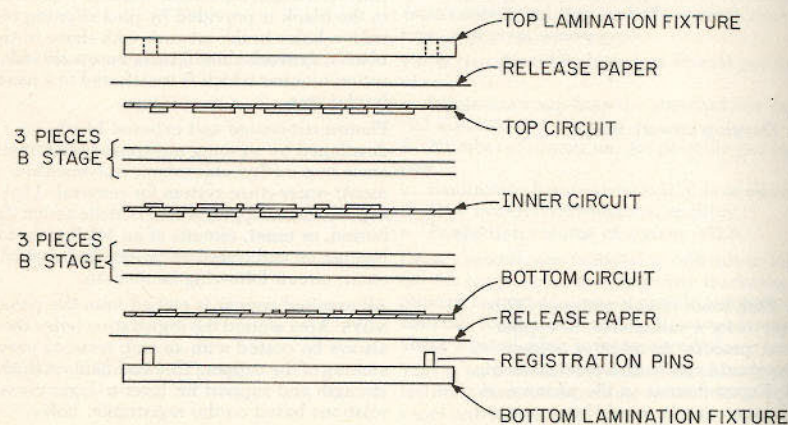 TOP LAMINATION FIXTURE
RELEASE PAPER
TOP CIRCUIT
3 PIECES
B STAGE
INNER CIRCUIT
3 PIECES
B STAGE
BOTTOM CIRCUIT
RELEASE PAPER
REGISTRATION PINS
BOTTOM LAMINATION FIXTURE